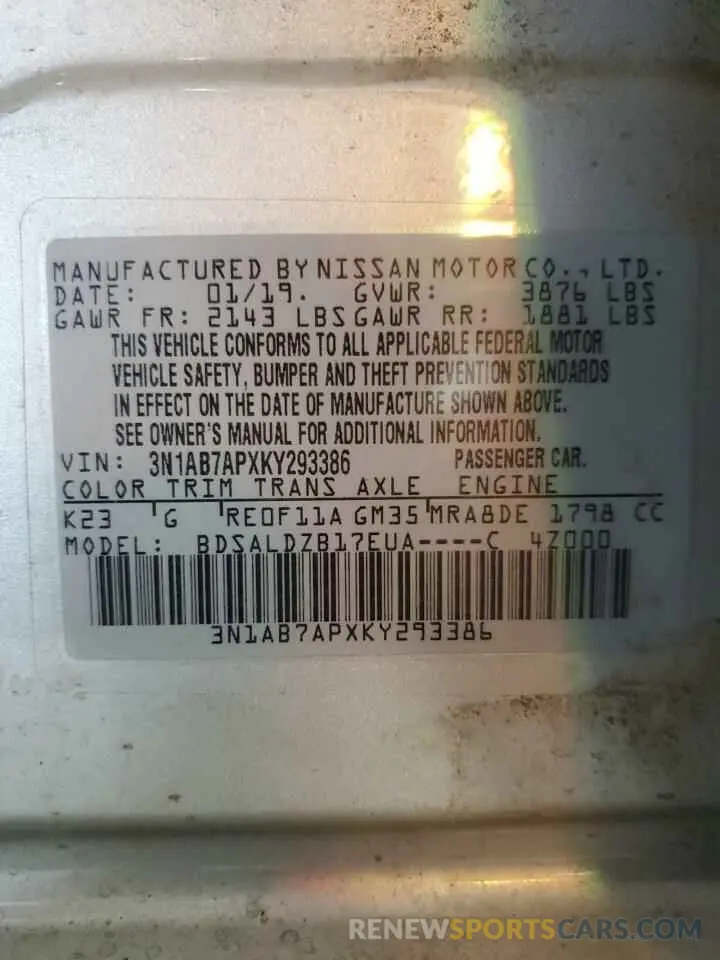 MANUFACTURED BY NISSAN MOTOR CO., LTD.
DATE: 01/19. GVWR: 3876 LBS
GAWR FR: 2143 LBS GAWR RR: 1881 LBS
THIS VEHICLE CONFORMS TO ALL APPLICABLE FEDERAL MOTOR
VEHICLE SAFETY, BUMPER AND THEFT PREVENTION STANDARDS
IN EFFECT ON THE DATE OF MANUFACTURE SHOWN ABOVE.
SEE OWNER'S MANUAL FOR ADDITIONAL INFORMATION.
VIN: 3N1AB7APXKY293386 PASSENGER CAR.
COLOR TRIM TRANS AXLE ENGINE
K23 G RE0F11A GM35 MRA8DE 1798 CC
MODEL: BDSALDZB17EUA----C 4Z000
3N1AB7APXKY293386
RENEWSPORTSCARS.COM